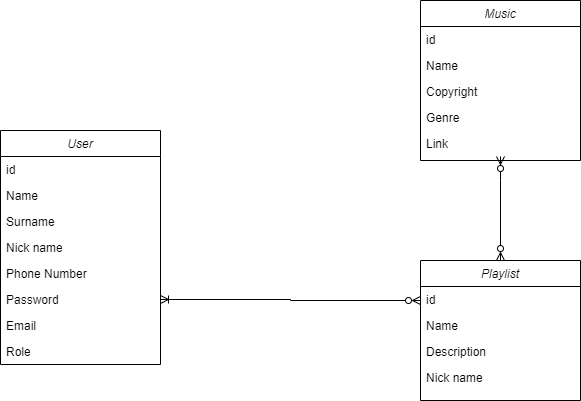 Music
id
Name
Copyright
Genre
Link
User
id
Name
Surname
Nick name
Phone Number
Password
Email
Role
Playlist
id
Name
Description
Nick name